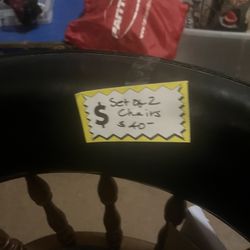 $ Set of 2
Chairs
$40-